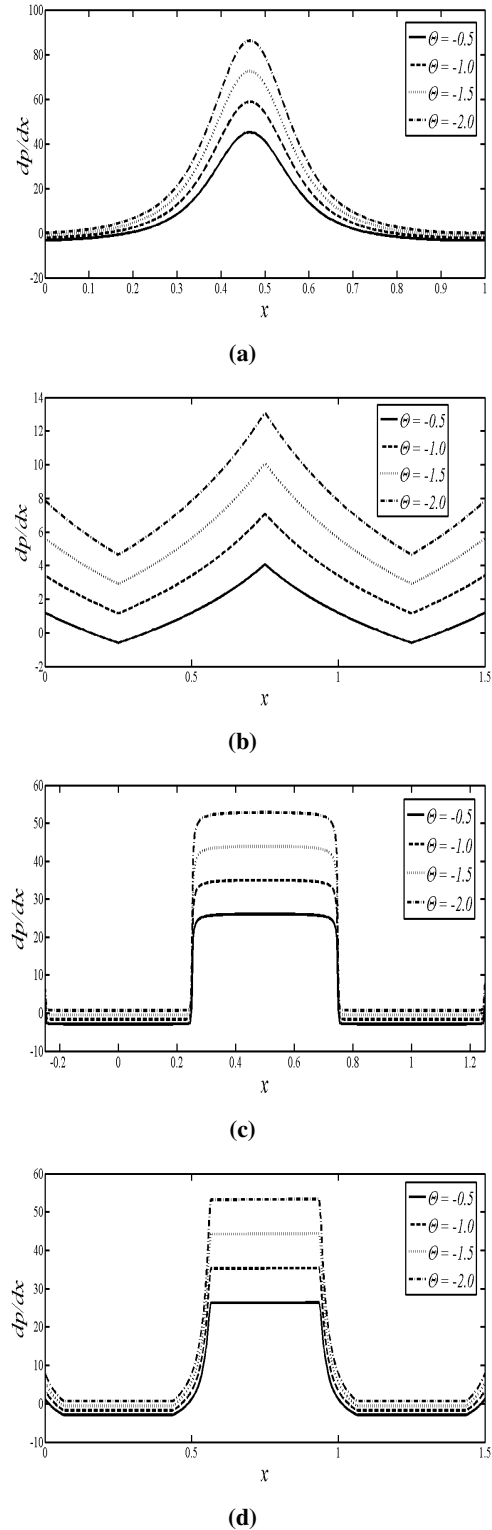 100
80
60
40
20
0
-20
dp/dx
Θ = -0.5
Θ = -1.0
Θ = -1.5
Θ = -2.0
0 0.1 0.2 0.3 0.4 0.5 0.6 0.7 0.8 0.9 1
x
(a)
14
12
10
8
6
4
2
0
-2
dp/dx
Θ = -0.5
Θ = -1.0
Θ = -1.5
Θ = -2.0
0 0.5 1 1.5
x
(b)
60
50
40
30
20
10
0
-10
dp/dx
Θ = -0.5
Θ = -1.0
Θ = -1.5
Θ = -2.0
-0.2 0 0.2 0.4 0.6 0.8 1 1.2
x
(c)
60
50
40
30
20
10
0
-10
dp/dx
Θ = -0.5
Θ = -1.0
Θ = -1.5
Θ = -2.0
0 0.5 1 1.5
x
(d)